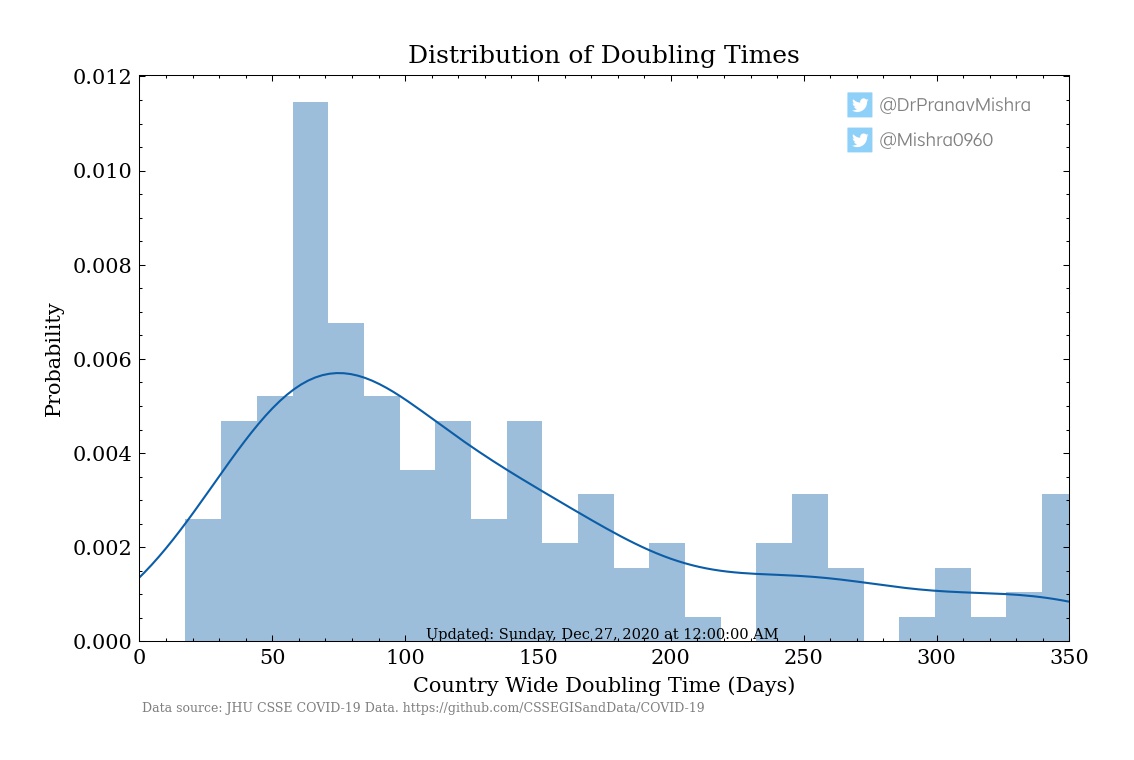 Distribution of Doubling Times
0.012
0.010
0.008
0.006
0.004
0.002
0.000
Probability
@DrPranavMishra
@Mishra0960
Updated: Sunday, Dec 27, 2020 at 12:00:00 AM
0 50 100 150 200 250 300 350
Country Wide Doubling Time (Days)
Data source: JHU CSSE COVID-19 Data. https://github.com/CSSEGISandData/COVID-19